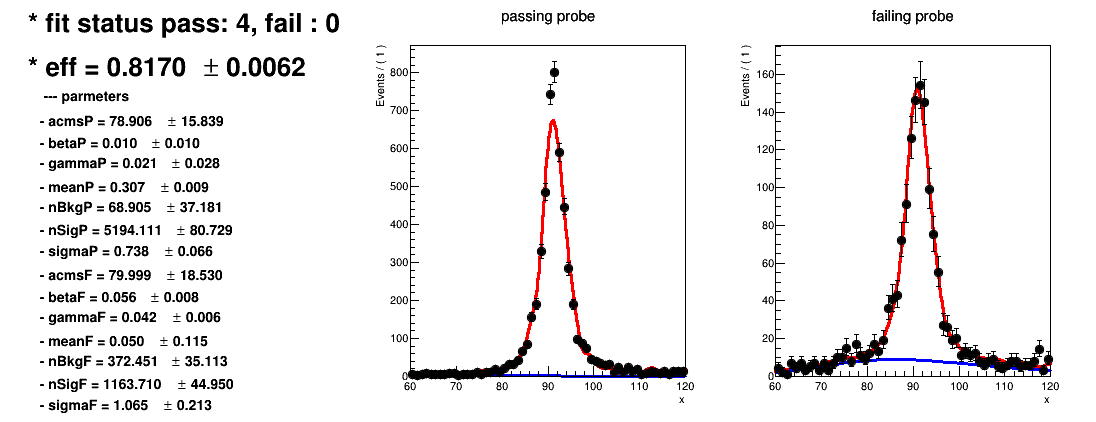 * fit status pass: 4, fail : 0
* eff = 0.8170 ± 0.0062
--- parmeters
- acmsP = 78.906 ± 15.839
- betaP = 0.010 ± 0.010
- gammaP = 0.021 ± 0.028
- meanP = 0.307 ± 0.009
- nBkgP = 68.905 ± 37.181
- nSigP = 5194.111 ± 80.729
- sigmaP = 0.738 ± 0.066
- acmsF = 79.999 ± 18.530
- betaF = 0.056 ± 0.008
- gammaF = 0.042 ± 0.006
- meanF = 0.050 ± 0.115
- nBkgF = 372.451 ± 35.113
- nSigF = 1163.710 ± 44.950
- sigmaF = 1.065 ± 0.213
passing probe
Events / ( 1 )
800
700
600
500
400
300
200
100
0
60 70 80 90 100 110 120
x
failing probe
Events / ( 1 )
160
140
120
100
80
60
40
20
0
60 70 80 90 100 110 120
x